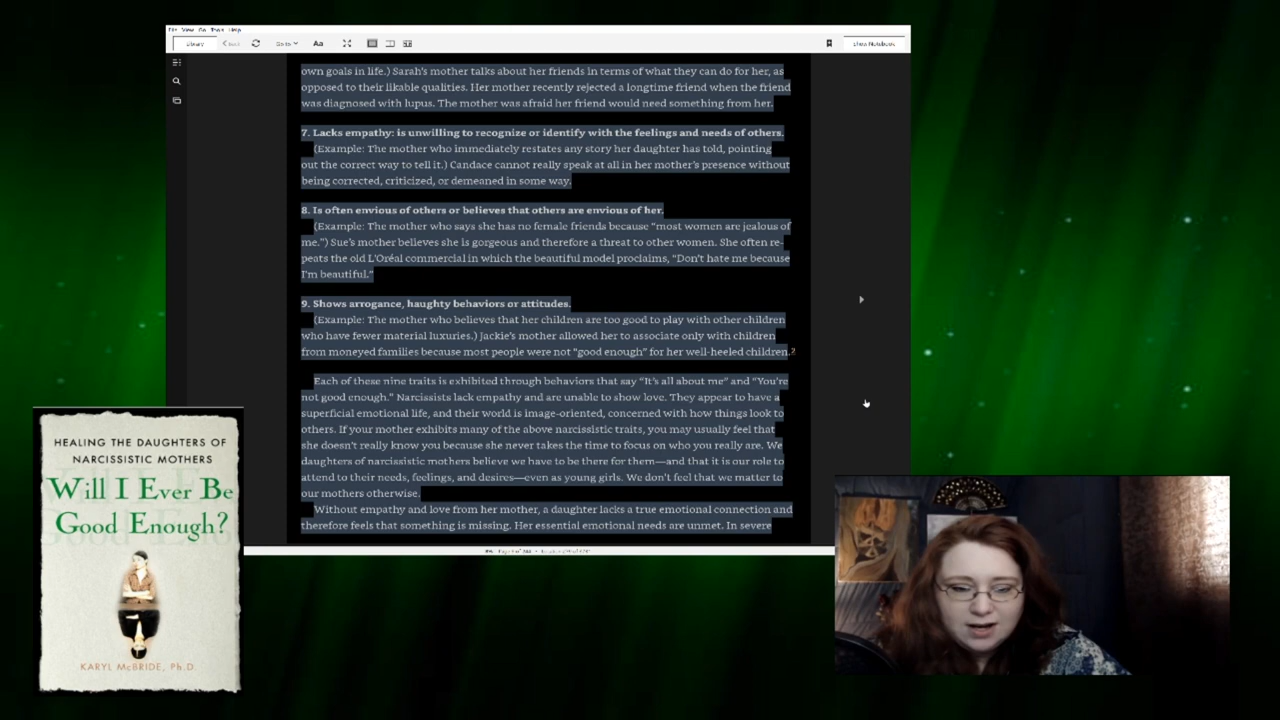 File View Go Tools Help
Library Back Go to Aa Show Notebook
own goals in life.) Sarah's mother talks about her friends in terms of what they can do for her, as
opposed to their likable qualities. Her mother recently rejected a longtime friend when the friend
was diagnosed with lupus. The mother was afraid her friend would need something from her.
7. Lacks empathy: is unwilling to recognize or identify with the feelings and needs of others.
(Example: The mother who immediately restates any story her daughter has told, pointing
out the correct way to tell it.) Candace cannot really speak at all in her mother's presence without
being corrected, criticized, or demeaned in some way.
8. Is often envious of others or believes that others are envious of her.
(Example: The mother who says she has no female friends because “most women are jealous of
me.”) Sue's mother believes she is gorgeous and therefore a threat to other women. She often re-
peats the old L'Oréal commercial in which the beautiful model proclaims, “Don't hate me because
I'm beautiful.”
9. Shows arrogance, haughty behaviors or attitudes.
(Example: The mother who believes that her children are too good to play with other children
who have fewer material luxuries.) Jackie's mother allowed her to associate only with children
from moneyed families because most people were not “good enough” for her well-heeled children.2
Each of these nine traits is exhibited through behaviors that say “It's all about me” and “You're
not good enough.” Narcissists lack empathy and are unable to show love. They appear to have a
superficial emotional life, and their world is image-oriented, concerned with how things look to
others. If your mother exhibits many of the above narcissistic traits, you may usually feel that
she doesn't really know you because she never takes the time to focus on who you really are. We
daughters of narcissistic mothers believe we have to be there for them—and that it is our role to
attend to their needs, feelings, and desires—even as young girls. We don't feel that we matter to
our mothers otherwise.
Without empathy and love from her mother, a daughter lacks a true emotional connection and
therefore feels that something is missing. Her essential emotional needs are unmet. In severe
HEALING THE DAUGHTERS OF
NARCISSISTIC MOTHERS
Will I Ever Be
Good Enough?
KARYL McBRIDE, Ph.D.